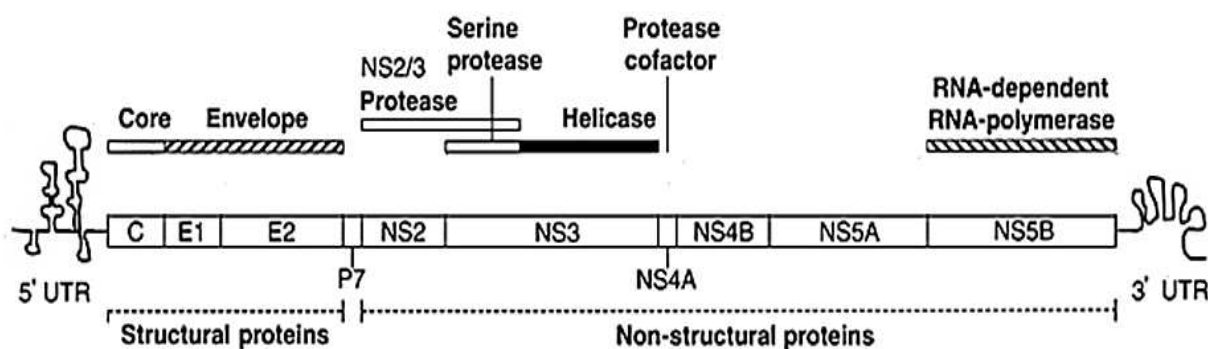 Serine
protease
Protease
cofactor
NS2/3
Protease
RNA-dependent
RNA-polymerase
Core
Envelope
Helicase
C
E1
E2
NS2
NS3
NS4B
NS5A
NS5B
5' UTR
P7
NS4A
3' UTR
Structural proteins
Non-structural proteins